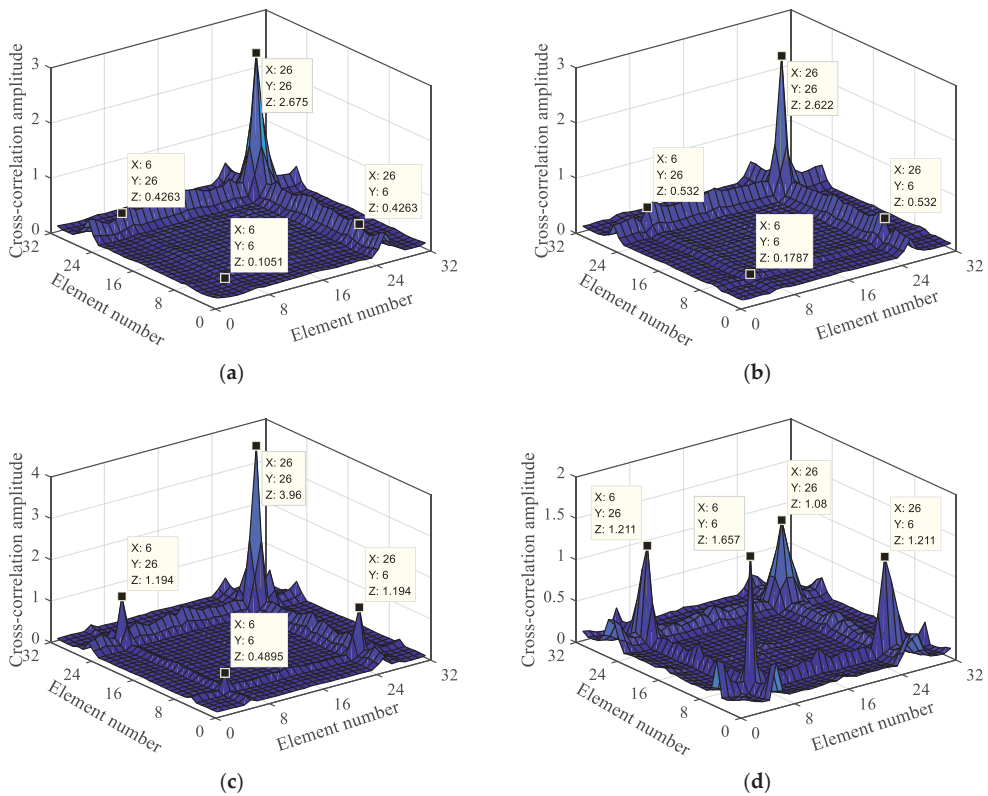 Cross-correlation amplitude
3
2
1
0
X: 26
Y: 26
Z: 2.675
X: 6
Y: 26
Z: 0.4263
X: 26
Y: 6
Z: 0.4263
X: 6
Y: 6
Z: 0.1051
32
24
16
8
0
Element number
0
8
16
24
32
Element number
(a)
Cross-correlation amplitude
3
2
1
0
X: 26
Y: 26
Z: 2.622
X: 6
Y: 26
Z: 0.532
X: 26
Y: 6
Z: 0.532
X: 6
Y: 6
Z: 0.1787
32
24
16
8
0
Element number
0
8
16
24
32
Element number
(b)
Cross-correlation amplitude
4
3
2
1
0
X: 26
Y: 26
Z: 3.96
X: 6
Y: 26
Z: 1.194
X: 26
Y: 6
Z: 1.194
X: 6
Y: 6
Z: 0.4895
32
24
16
8
0
Element number
0
8
16
24
32
Element number
(c)
Cross-correlation amplitude
2
1.5
1
0.5
0
X: 6
Y: 26
Z: 1.211
X: 6
Y: 6
Z: 1.657
X: 26
Y: 26
Z: 1.08
X: 26
Y: 6
Z: 1.211
32
24
16
8
0
Element number
0
8
16
24
32
Element number
(d)